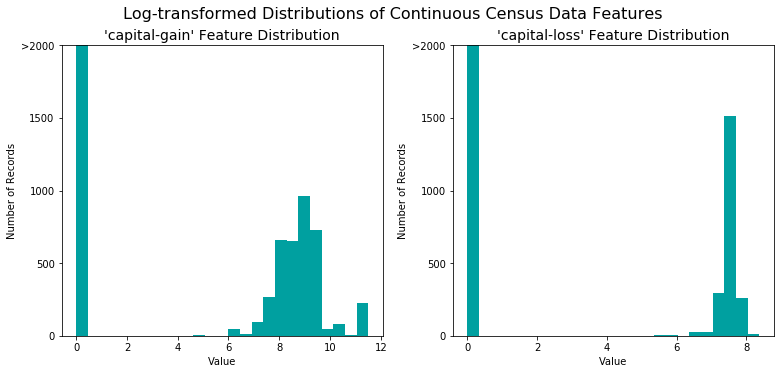 Log-transformed Distributions of Continuous Census Data Features
'capital-gain' Feature Distribution
Number of Records
>2000
1500
1000
500
0
0 2 4 6 8 10 12
Value
'capital-loss' Feature Distribution
Number of Records
>2000
1500
1000
500
0
0 2 4 6 8
Value